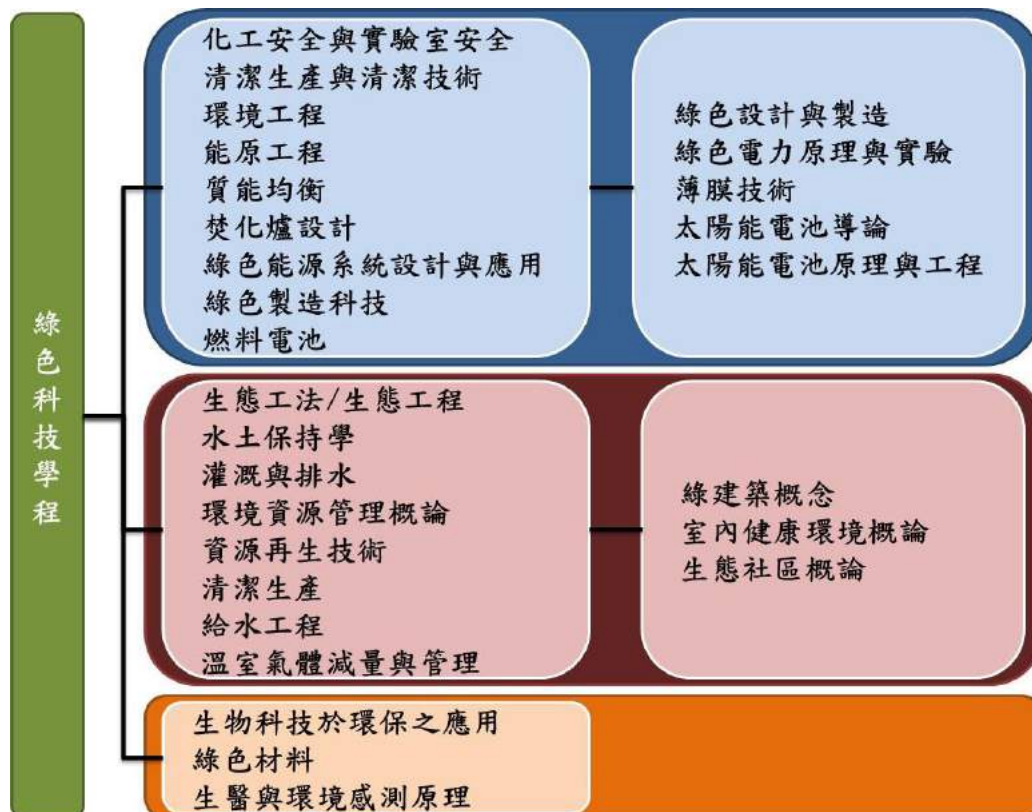 綠色科技學程
化工安全與實驗室安全
清潔生產與清潔技術
環境工程
能原工程
質能均衡
焚化爐設計
綠色能源系統設計與應用
綠色製造科技
燃料電池
綠色設計與製造
綠色電力原理與實驗
薄膜技術
太陽能電池導論
太陽能電池原理與工程
生態工法/生態工程
水土保持學
灌溉與排水
環境資源管理概論
資源再生技術
清潔生產
給水工程
溫室氣體減量與管理
綠建築概念
室內健康環境概論
生態社區概論
生物科技於環保之應用
綠色材料
生醫與環境感測原理